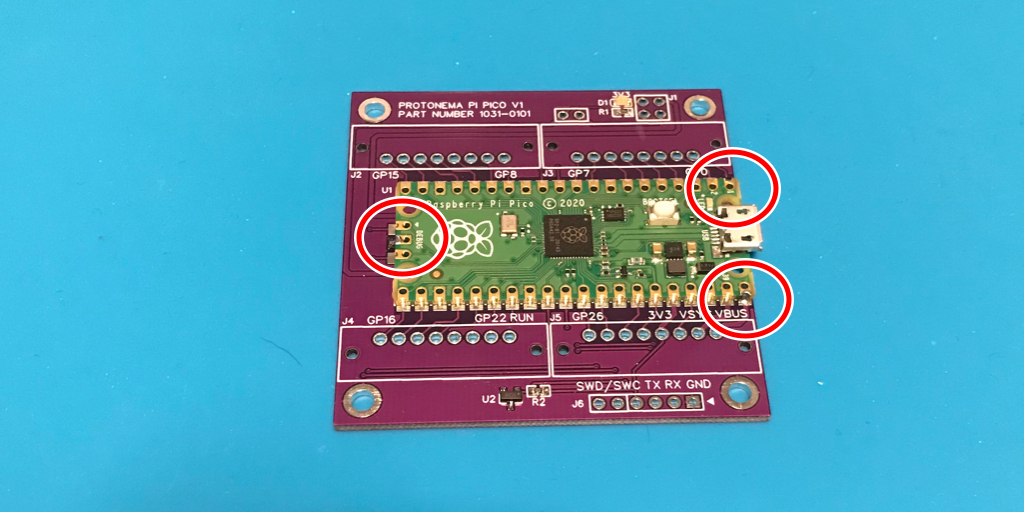 PROTONEMA PI PICO V1
PART NUMBER 1031-0101
3V3
D1
R1
J1
J2 GP15 GP8 J3 GP7
U1
Raspberry Pi Pico © 2020
DEBUG
USB
J4 GP16 GP22 RUN J5 GP26 3V3 VBUS
SWD/SWC TX RX GND
U2 R2 J6